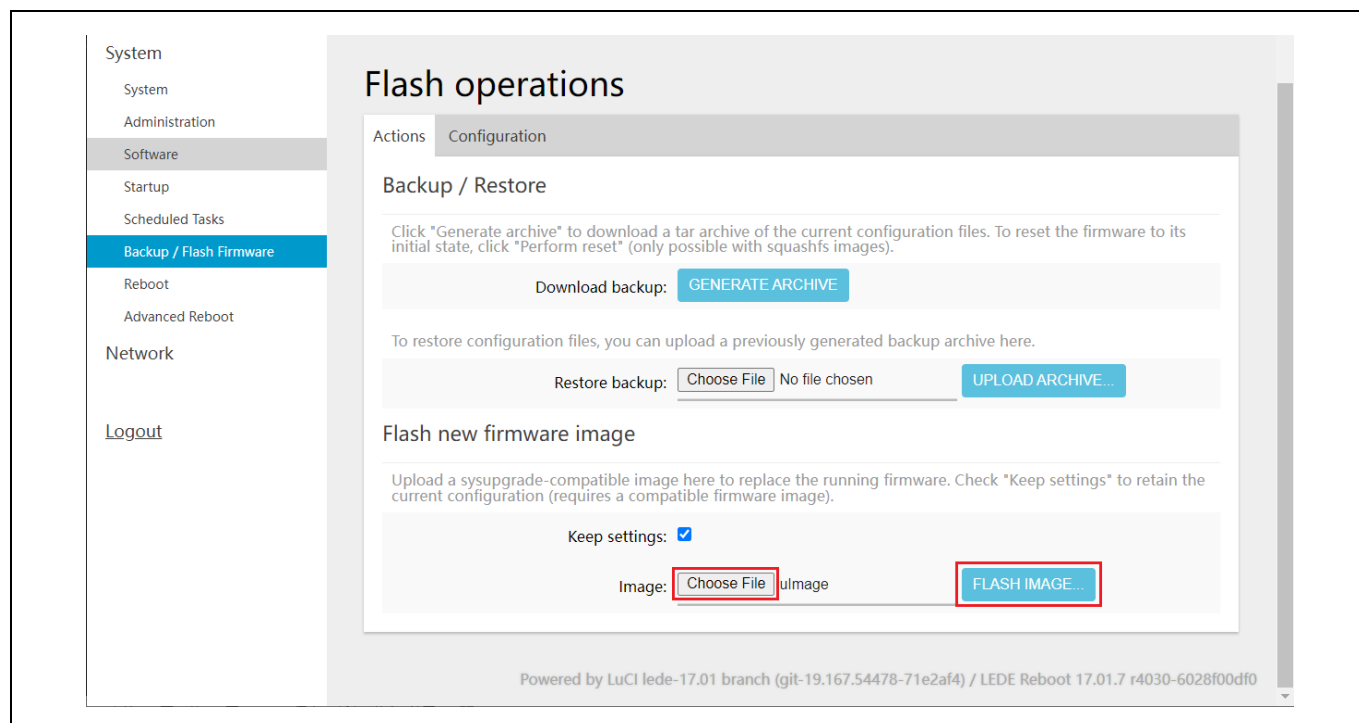 System
System
Administration
Software
Startup
Scheduled Tasks
Backup / Flash Firmware
Reboot
Advanced Reboot
Network
Logout
Flash operations
Actions Configuration
Backup / Restore
Click "Generate archive" to download a tar archive of the current configuration files. To reset the firmware to its
initial state, click "Perform reset" (only possible with squashfs images).
Download backup: GENERATE ARCHIVE
To restore configuration files, you can upload a previously generated backup archive here.
Restore backup: Choose File No file chosen UPLOAD ARCHIVE...
Flash new firmware image
Upload a sysupgrade-compatible image here to replace the running firmware. Check "Keep settings" to retain the
current configuration (requires a compatible firmware image).
Keep settings:
Image: Choose File uImage FLASH IMAGE...
Powered by LuCI lede-17.01 branch (git-19.167.54478-71e2af4) / LEDE Reboot 17.01.7 r4030-6028f00df0